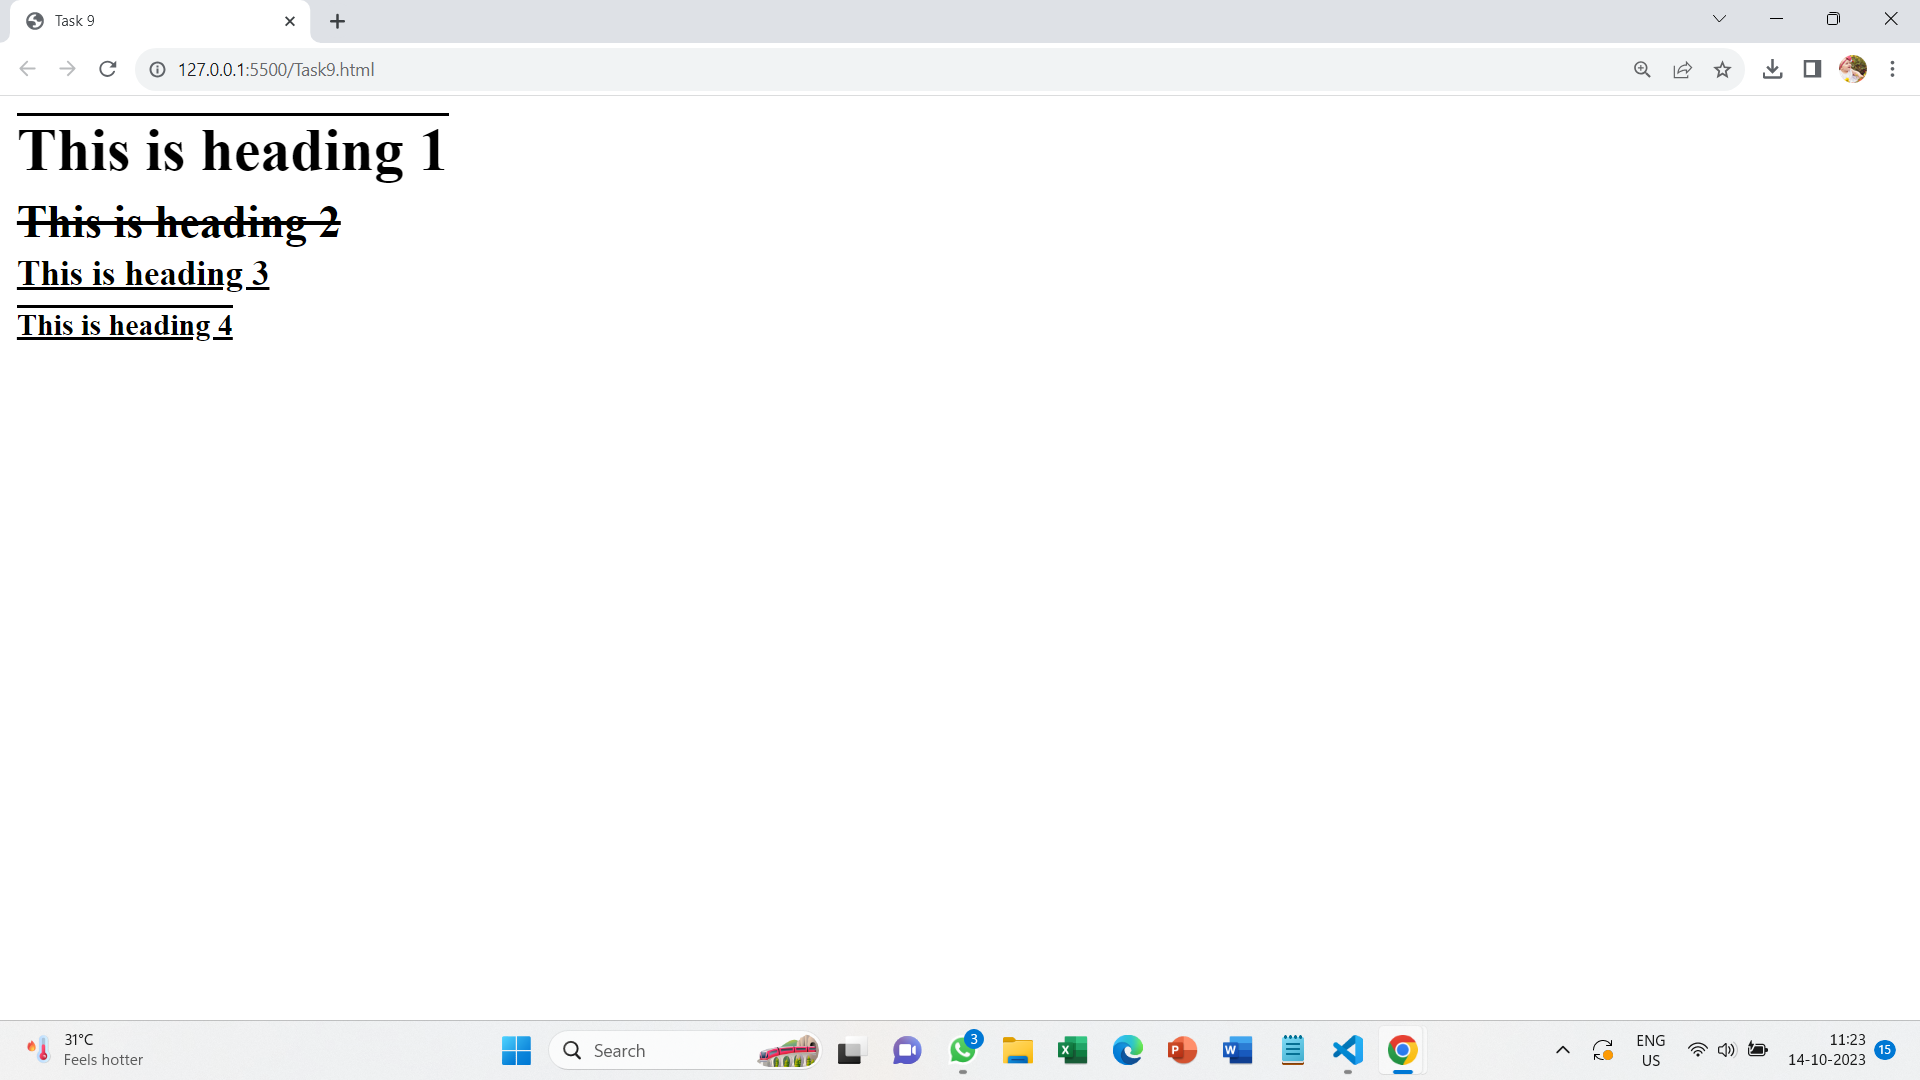 Task 9
127.0.0.1:5500/Task9.html
This is heading 1
This is heading 2
This is heading 3
This is heading 4
31°C
Feels hotter
Search
3
ENG
US
11:23
14-10-2023
15